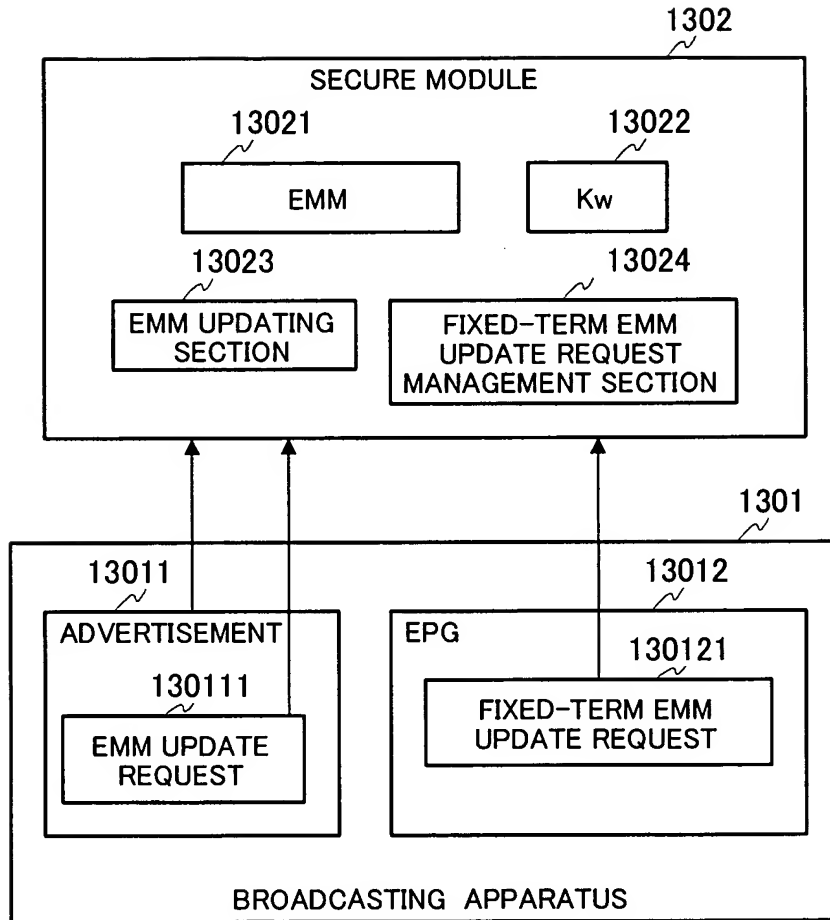 1302
SECURE MODULE
13021
13022
EMM
Kw
13023
13024
EMM UPDATING
SECTION
FIXED-TERM EMM
UPDATE REQUEST
MANAGEMENT SECTION
1301
13011
13012
ADVERTISEMENT
EPG
130111
130121
EMM UPDATE
REQUEST
FIXED-TERM EMM
UPDATE REQUEST
BROADCASTING APPARATUS